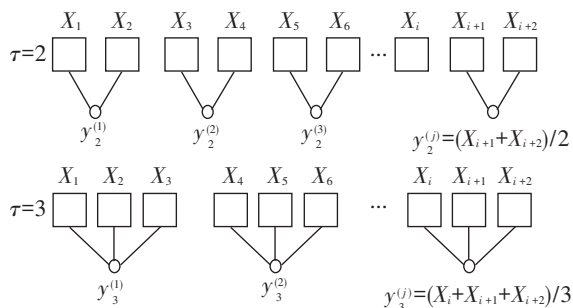 X₁ X₂ X₃ X₄ X₅ X₆ Xᵢ Xᵢ₊₁ Xᵢ₊₂
τ=2 ...
y₂⁽¹⁾ y₂⁽²⁾ y₂⁽³⁾ y₂⁽ʲ⁾=(Xᵢ₊₁+Xᵢ₊₂)/2
X₁ X₂ X₃ X₄ X₅ X₆ Xᵢ Xᵢ₊₁ Xᵢ₊₂
τ=3 ...
y₃⁽¹⁾ y₃⁽²⁾ y₃⁽ʲ⁾=(Xᵢ+Xᵢ₊₁+Xᵢ₊₂)/3